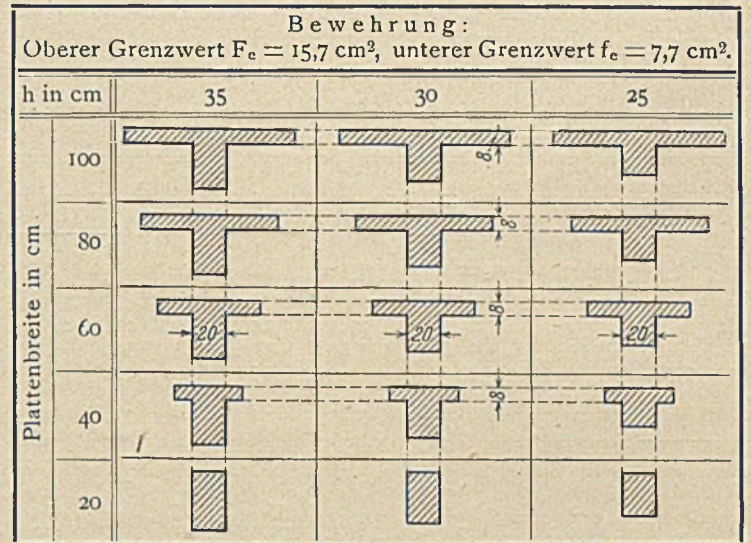 Bewehrung:
Oberer Grenzwert Fe = 15,7 cm², unterer Grenzwert fe = 7,7 cm².
h in cm 35 30 25
Plattenbreite in cm
100 8
80 8
60 20 20 8 20
40 8
20